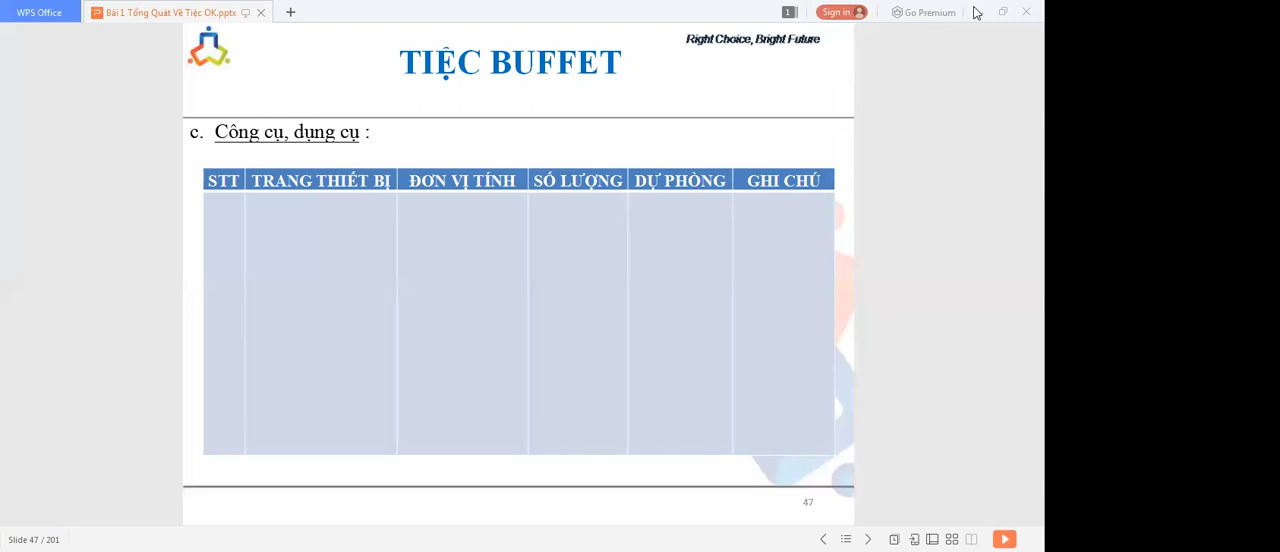 WPS Office
Bài 1 Tổng Quát Về Tiệc OK.pptx
1
Sign in
Go Premium
Right Choice, Bright Future
TIỆC BUFFET
c. Công cụ, dụng cụ :
STT TRANG THIẾT BỊ ĐƠN VỊ TÍNH SỐ LƯỢNG DỰ PHÒNG GHI CHÚ
47
Slide 47 / 201